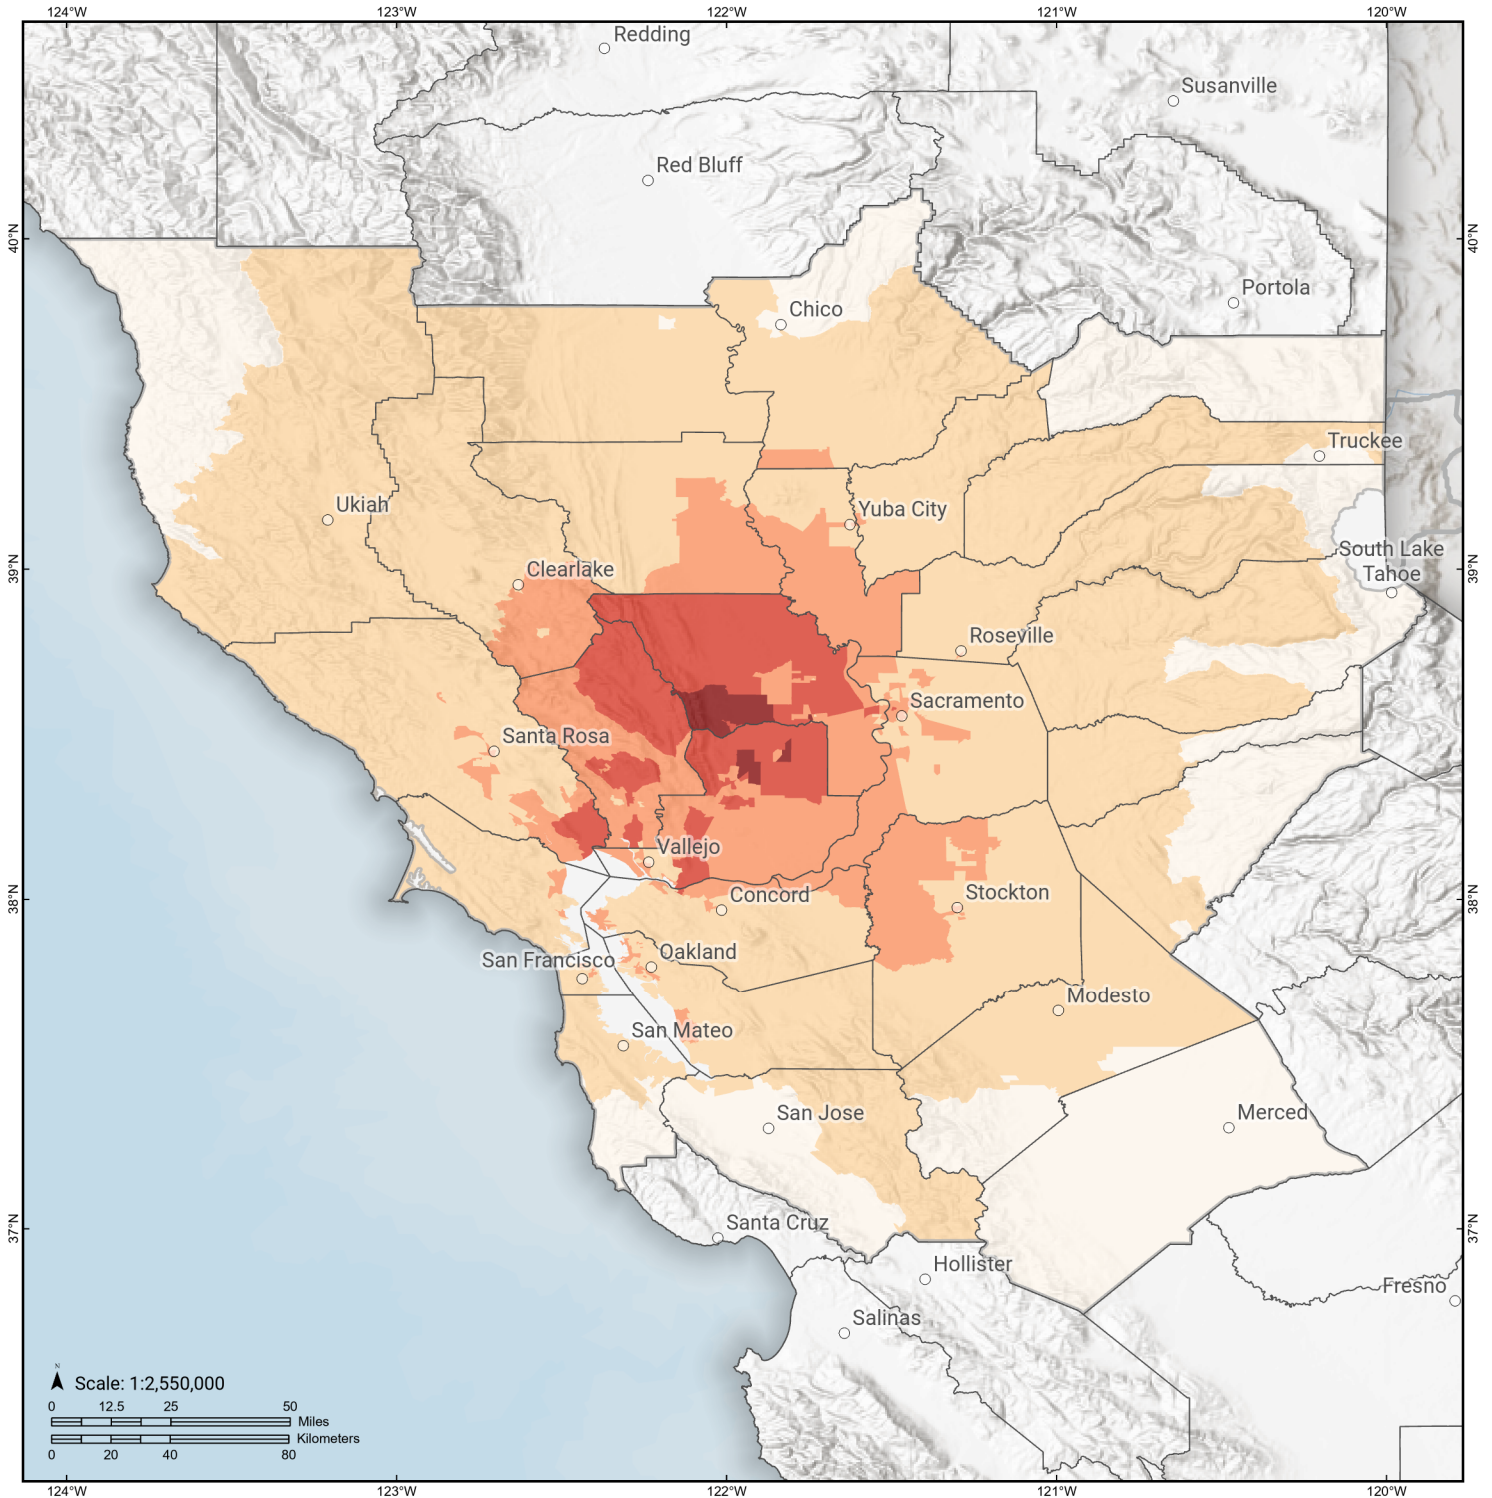 124°W
123°W
122°W
121°W
120°W
Redding
Susanville
Red Bluff
40°N
40°N
Portola
Chico
Truckee
Ukiah
Yuba City
South Lake
Tahoe
39°N
39°N
Clearlake
Roseville
Sacramento
Santa Rosa
Vallejo
38°N
38°N
Concord
Stockton
San Francisco
Oakland
Modesto
San Mateo
San Jose
Merced
37°N
37°N
Santa Cruz
Hollister
Fresno
Salinas
N
Scale: 1:2,550,000
0 12.5 25 50
Miles
Kilometers
0 20 40 80
124°W
123°W
122°W
121°W
120°W